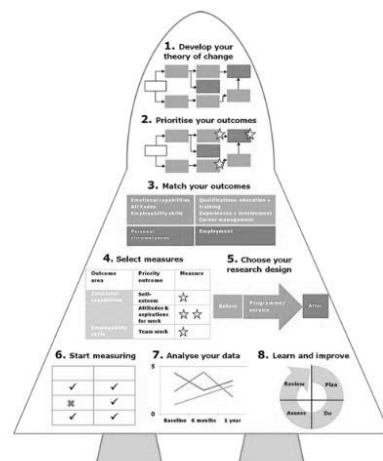 1. Develop your
theory of change
2. Prioritise your outcomes
3. Match your outcomes
Emotional capabilities
Attitudes
Employability skills
Qualifications, education +
training
Experiences + involvement
Career management
Personal
circumstances
Employment
4. Select measures
Outcome
area
Priority
outcome
Measure
Emotional
capabilities
Self-
esteem
Attitudes &
aspirations
for work
Employability
skills
Team work
5. Choose your
research design
Before
Programme/
service
After
6. Start measuring
7. Analyse your data
5
0
Baseline
6 months
1 year
8. Learn and improve
Review
Plan
Assess
Do